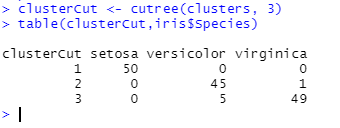 > clusterCut <- cutree(clusters, 3)
> table(clusterCut,iris$Species)
clusterCut setosa versicolor virginica
1 50 0 0
2 0 45 1
3 0 5 49
>